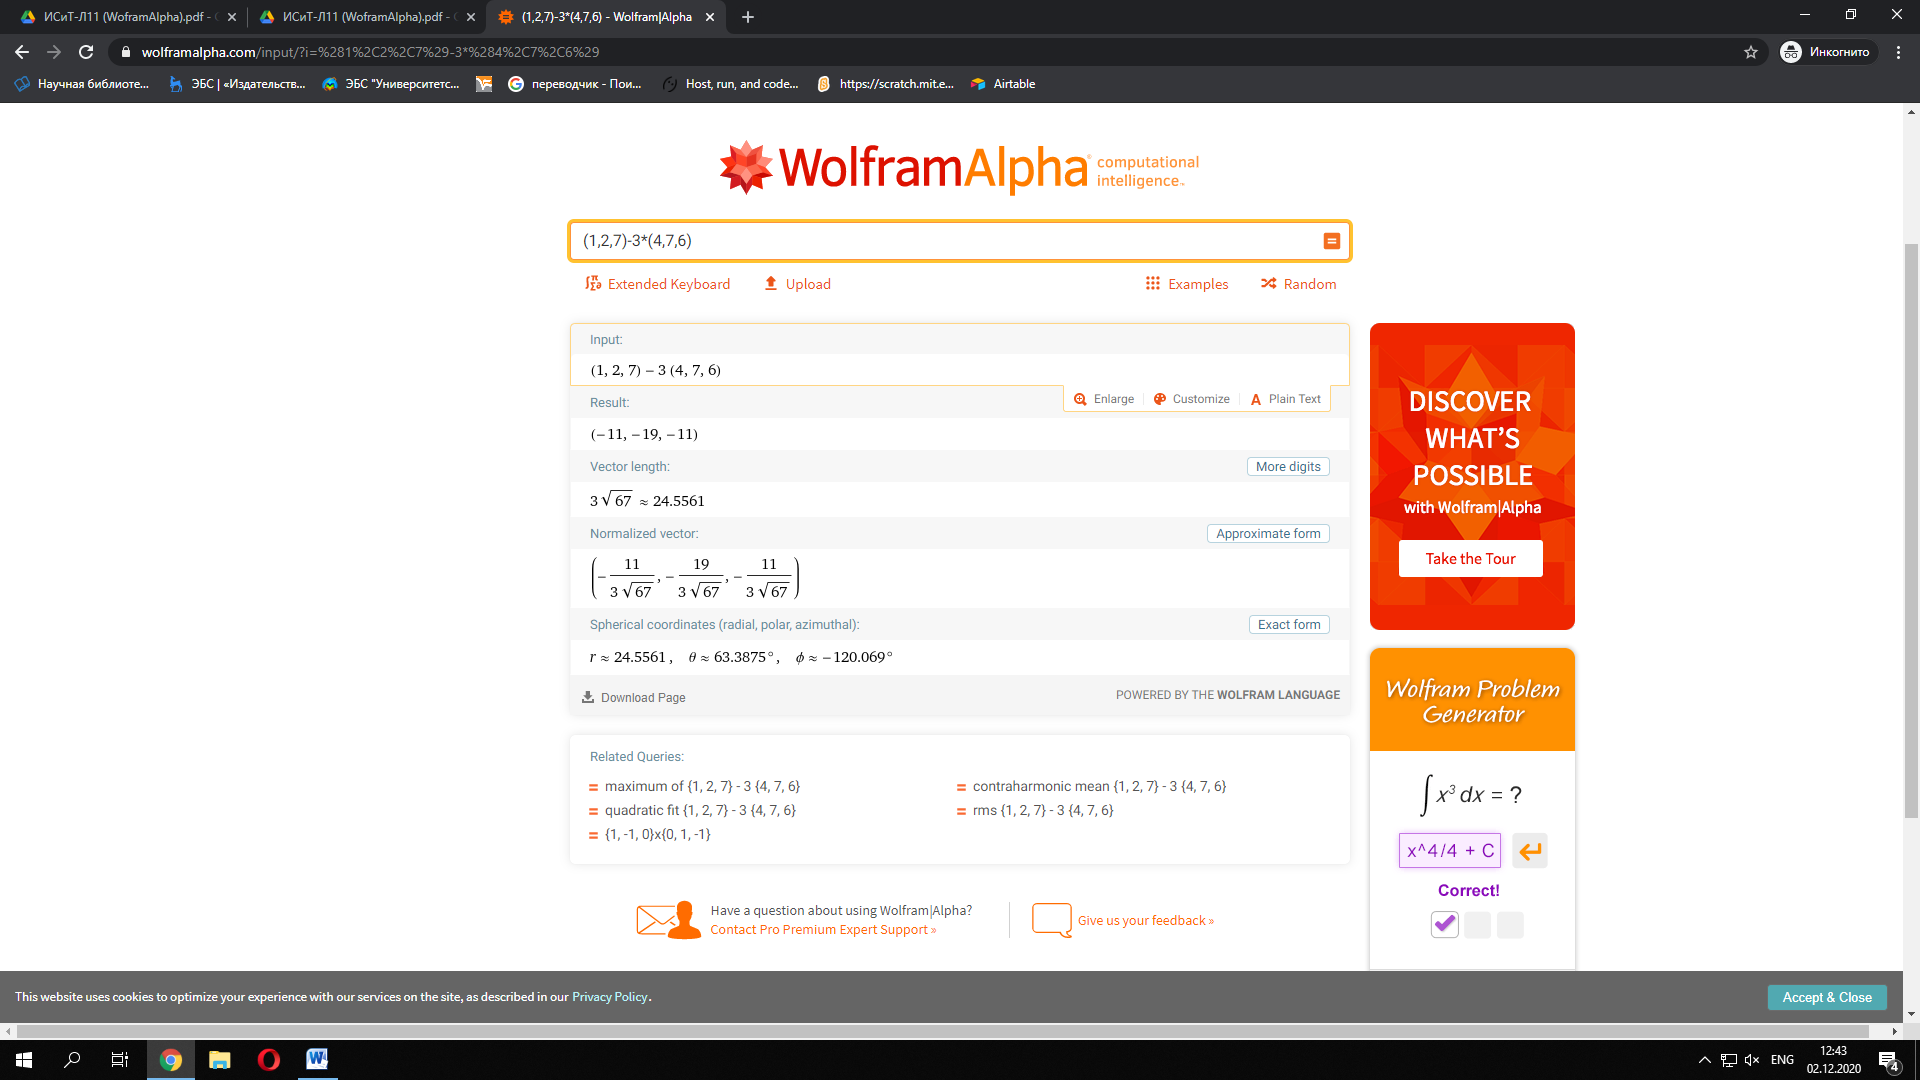 ИСиТ-Л11 (WoframAlpha).pdf -
ИСиТ-Л11 (WoframAlpha).pdf -
(1,2,7)-3*(4,7,6) - Wolfram|Alpha
wolframalpha.com/input/?i=%281%2C2%2C7%29-3*%284%2C7%2C6%29
Инкогнито
Научная библиоте...
ЭБС | «Издательств...
ЭБС "Университетс...
переводчик - Пои...
Host, run, and code...
https://scratch.mit.e...
Airtable
WolframAlpha computational intelligence.
(1,2,7)-3*(4,7,6)
Extended Keyboard
Upload
Examples
Random
Input:
(1, 2, 7) − 3 (4, 7, 6)
Enlarge
Customize
Plain Text
Result:
(−11, −19, −11)
Vector length:
More digits
3 √67 ≈ 24.5561
Normalized vector:
Approximate form
(−11/(3 √67), −19/(3 √67), −11/(3 √67))
Spherical coordinates (radial, polar, azimuthal):
Exact form
r ≈ 24.5561, θ ≈ 63.3875°, ϕ ≈ −120.069°
Download Page
POWERED BY THE WOLFRAM LANGUAGE
Related Queries:
maximum of {1, 2, 7} - 3 {4, 7, 6}
contraharmonic mean {1, 2, 7} - 3 {4, 7, 6}
quadratic fit {1, 2, 7} - 3 {4, 7, 6}
rms {1, 2, 7} - 3 {4, 7, 6}
{1, -1, 0}x{0, 1, -1}
Have a question about using Wolfram|Alpha?
Contact Pro Premium Expert Support »
Give us your feedback »
DISCOVER
WHAT'S
POSSIBLE
with Wolfram|Alpha
Take the Tour
Wolfram Problem
Generator
∫ x³ dx = ?
x^4/4 + C
Correct!
This website uses cookies to optimize your experience with our services on the site, as described in our Privacy Policy.
Accept & Close
ENG
12:43
02.12.2020
4